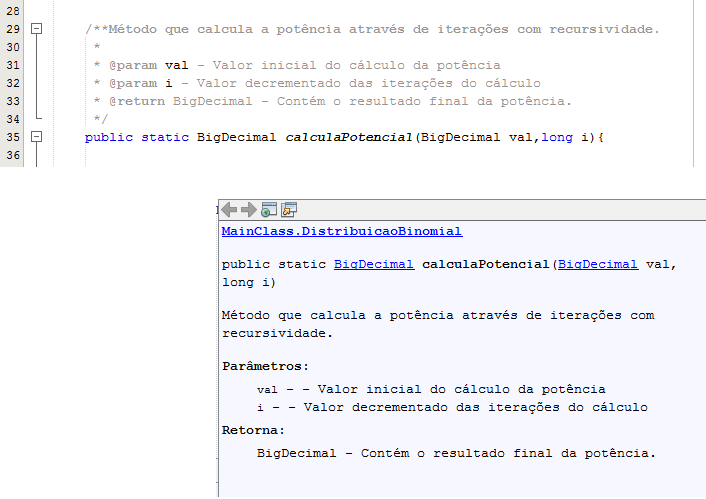 28
29 /**Método que calcula a potência através de iterações com recursividade.
30 *
31 * @param val - Valor inicial do cálculo da potência
32 * @param i - Valor decrementado das iterações do cálculo
33 * @return BigDecimal - Contém o resultado final da potência.
34 */
35 public static BigDecimal calculaPotencial(BigDecimal val,long i){
36
MainClass.DistribuicaoBinomial
public static BigDecimal calculaPotencial(BigDecimal val,
long i)
Método que calcula a potência através de iterações com
recursividade.
Parâmetros:
val - - Valor inicial do cálculo da potência
i - - Valor decrementado das iterações do cálculo
Retorna:
BigDecimal - Contém o resultado final da potência.